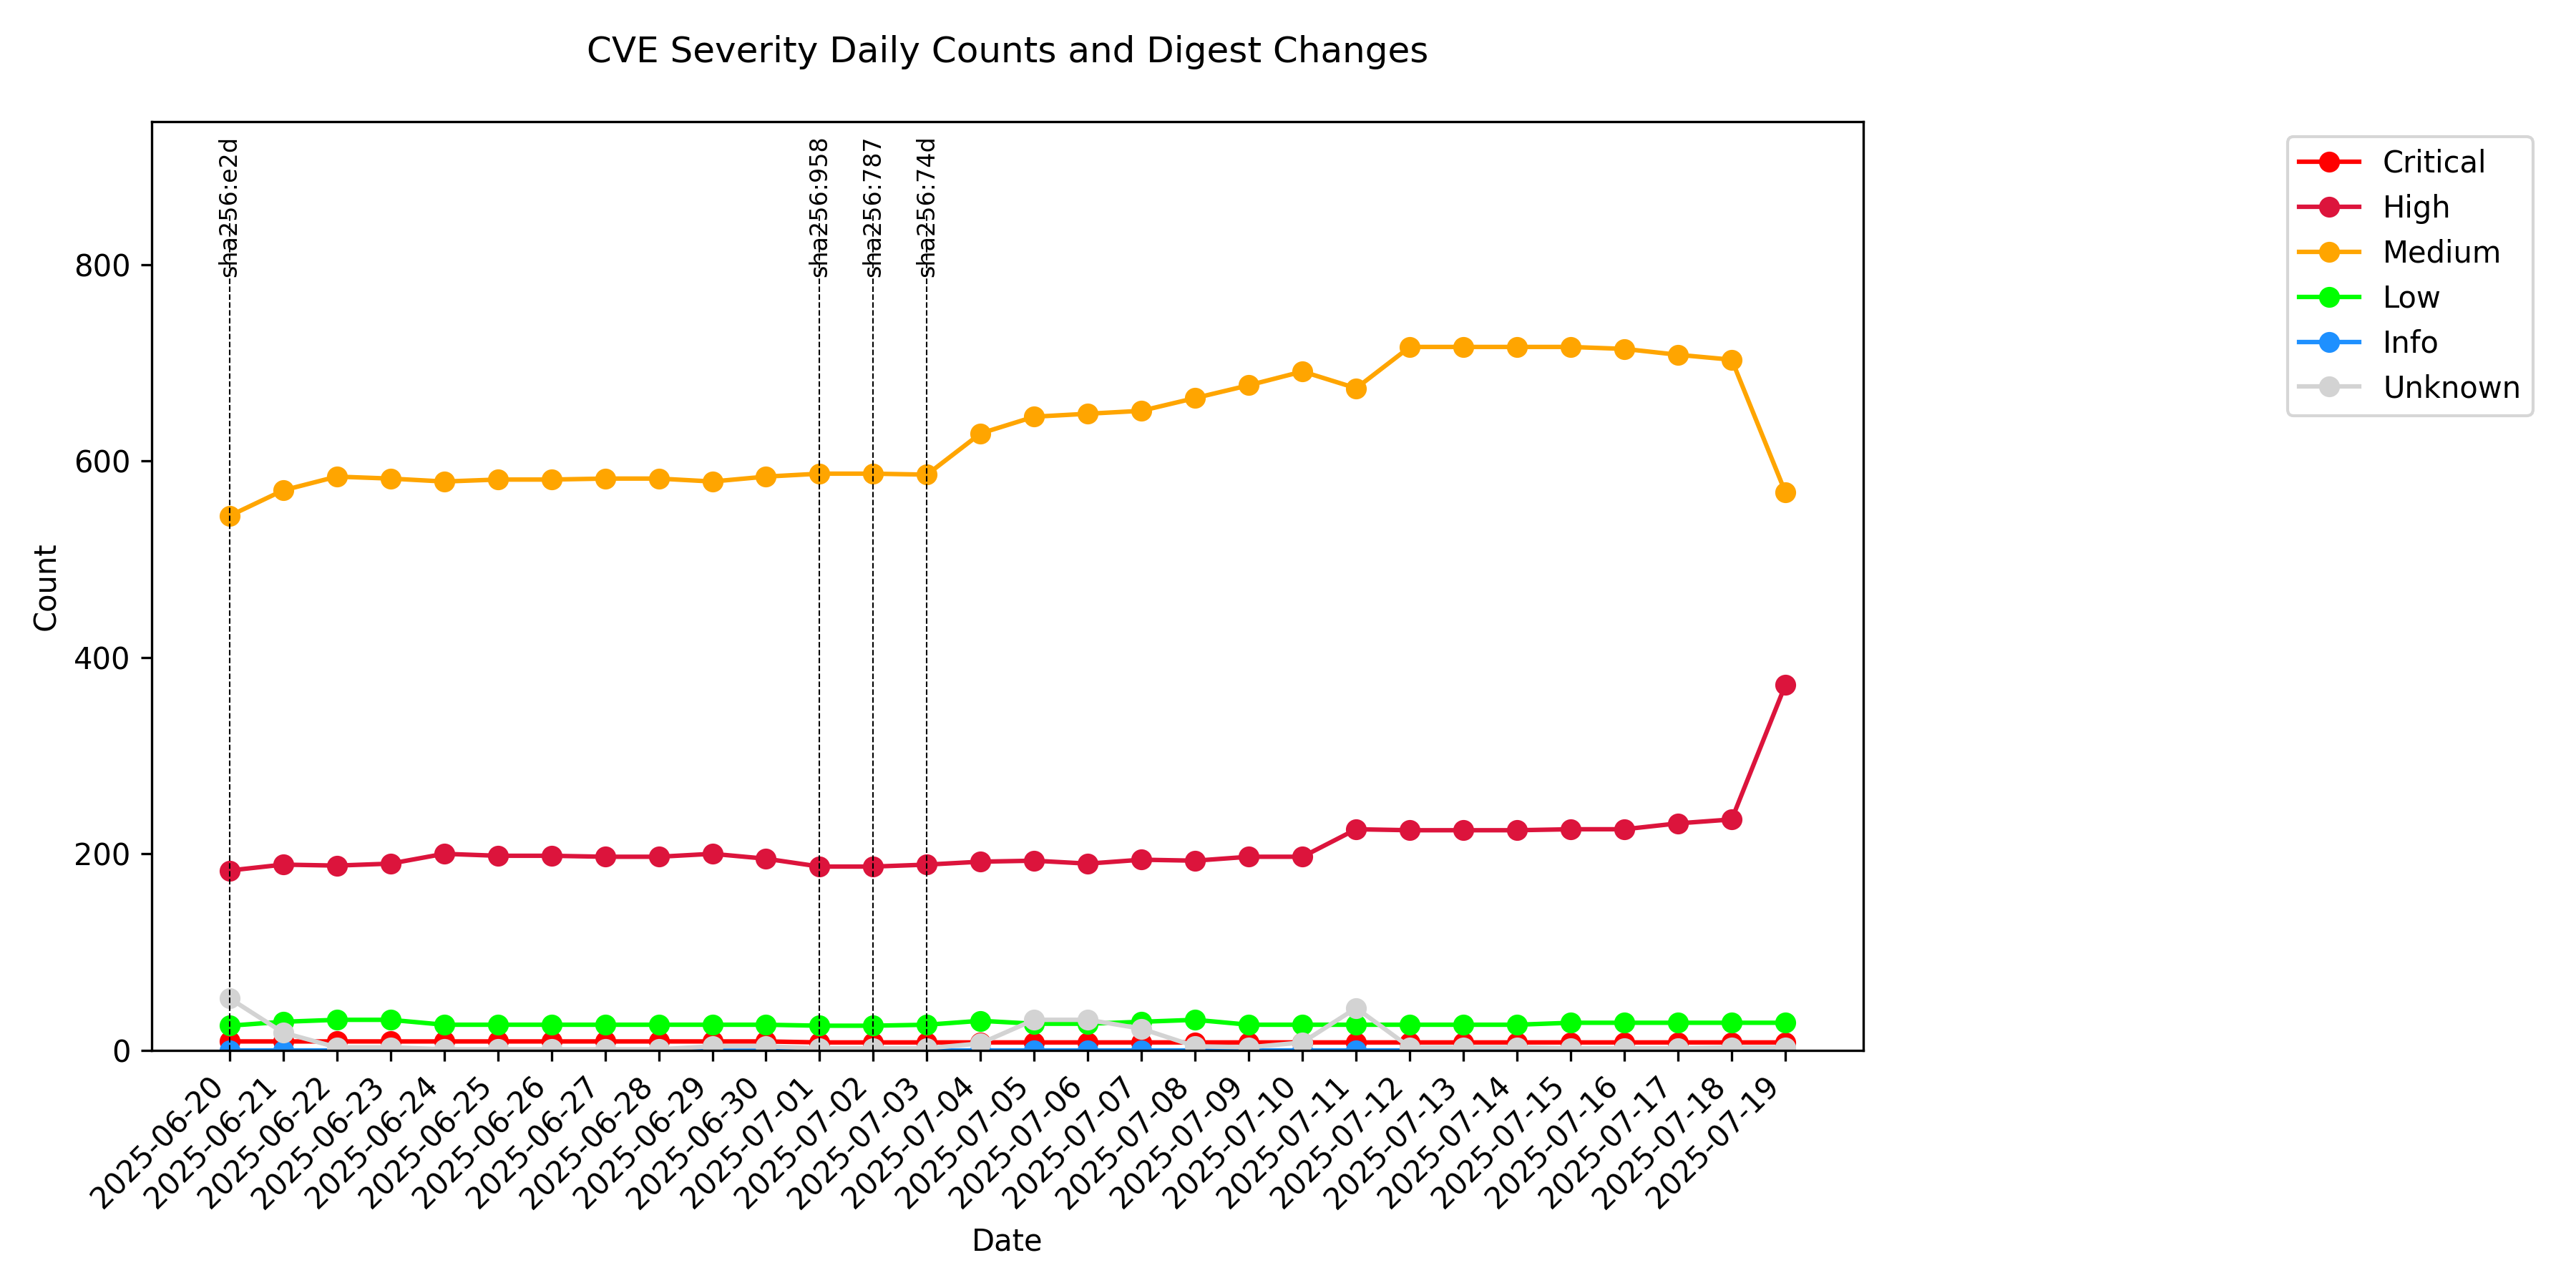 CVE Severity Daily Counts and Digest Changes
sha256:e2d
sha256:958
sha256:787
sha256:74d
Critical
High
Medium
Low
Info
Unknown
Count
800
600
400
200
0
2025-06-20
2025-06-21
2025-06-22
2025-06-23
2025-06-24
2025-06-25
2025-06-26
2025-06-27
2025-06-28
2025-06-29
2025-06-30
2025-07-01
2025-07-02
2025-07-03
2025-07-04
2025-07-05
2025-07-06
2025-07-07
2025-07-08
2025-07-09
2025-07-10
2025-07-11
2025-07-12
2025-07-13
2025-07-14
2025-07-15
2025-07-16
2025-07-17
2025-07-18
2025-07-19
Date